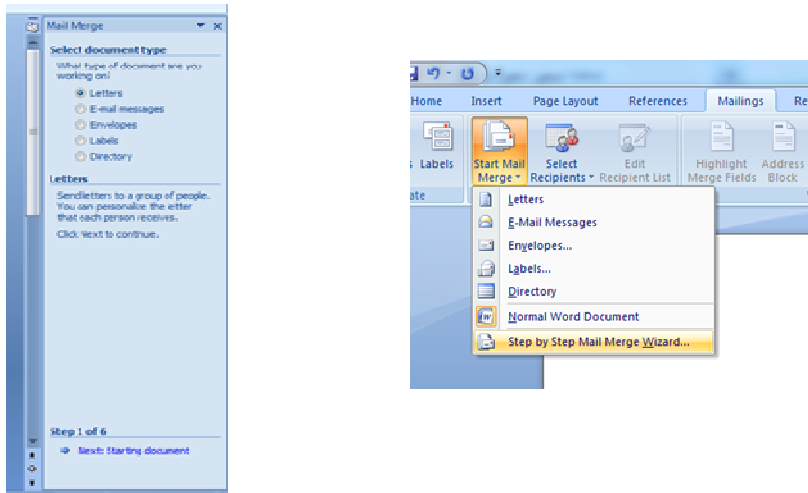 Mail Merge
Select document type
What type of document are you
working on?
Letters
E-mail messages
Envelopes
Labels
Directory
Letters
Send letters to a group of people.
You can personalize the letter
that each person receives.
Click Next to continue.
Step 1 of 6
Next: Starting document
Home Insert Page Layout References Mailings Re
s Labels Start Mail Merge Select Recipients Edit Recipient List Highlight Merge Fields Address Block
ate
Letters
E-Mail Messages
Envelopes...
Labels...
Directory
Normal Word Document
Step by Step Mail Merge Wizard...